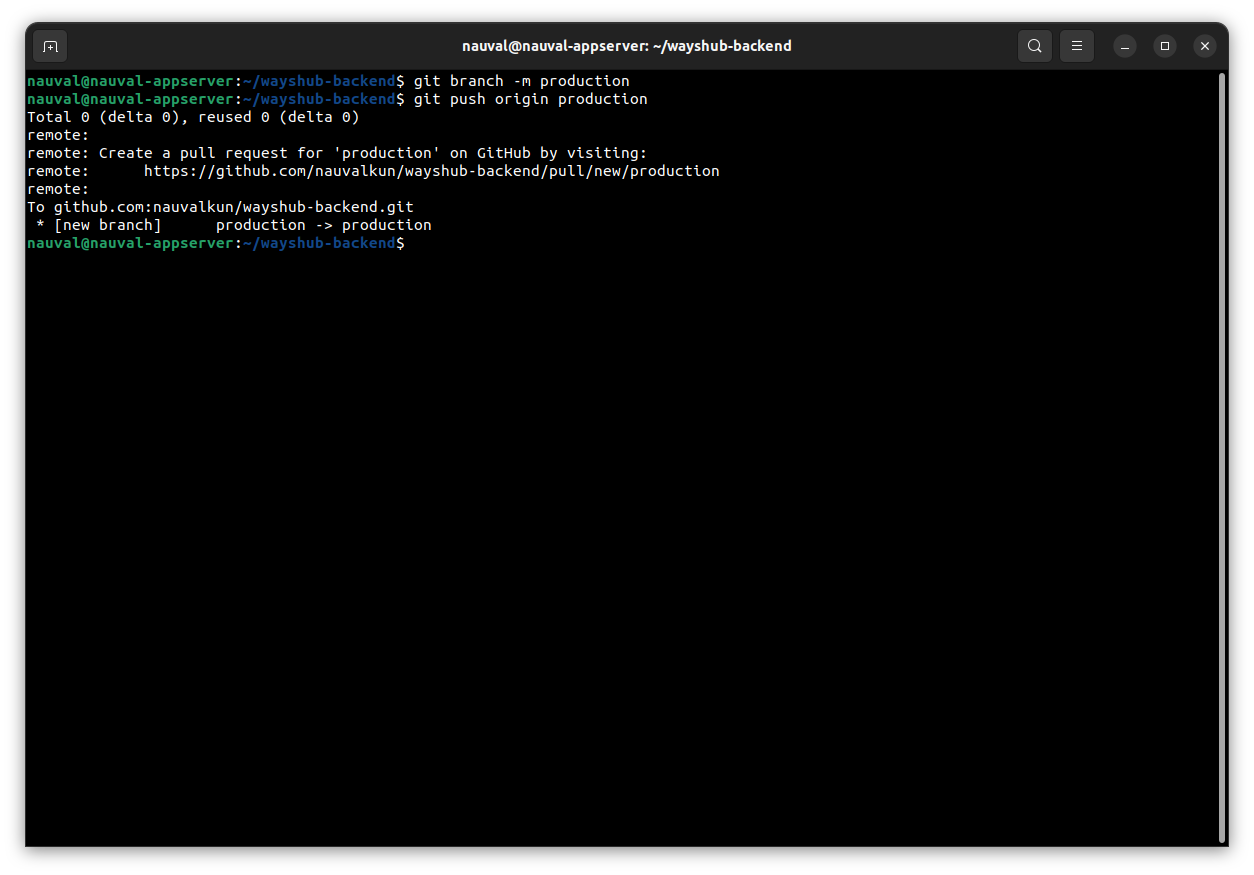 nauval@nauval-appserver: ~/wayshub-backend
nauval@nauval-appserver:~/wayshub-backend$ git branch -m production
nauval@nauval-appserver:~/wayshub-backend$ git push origin production
Total 0 (delta 0), reused 0 (delta 0)
remote:
remote: Create a pull request for 'production' on GitHub by visiting:
remote:      https://github.com/nauvalkun/wayshub-backend/pull/new/production
remote:
To github.com:nauvalkun/wayshub-backend.git
 * [new branch]      production -> production
nauval@nauval-appserver:~/wayshub-backend$